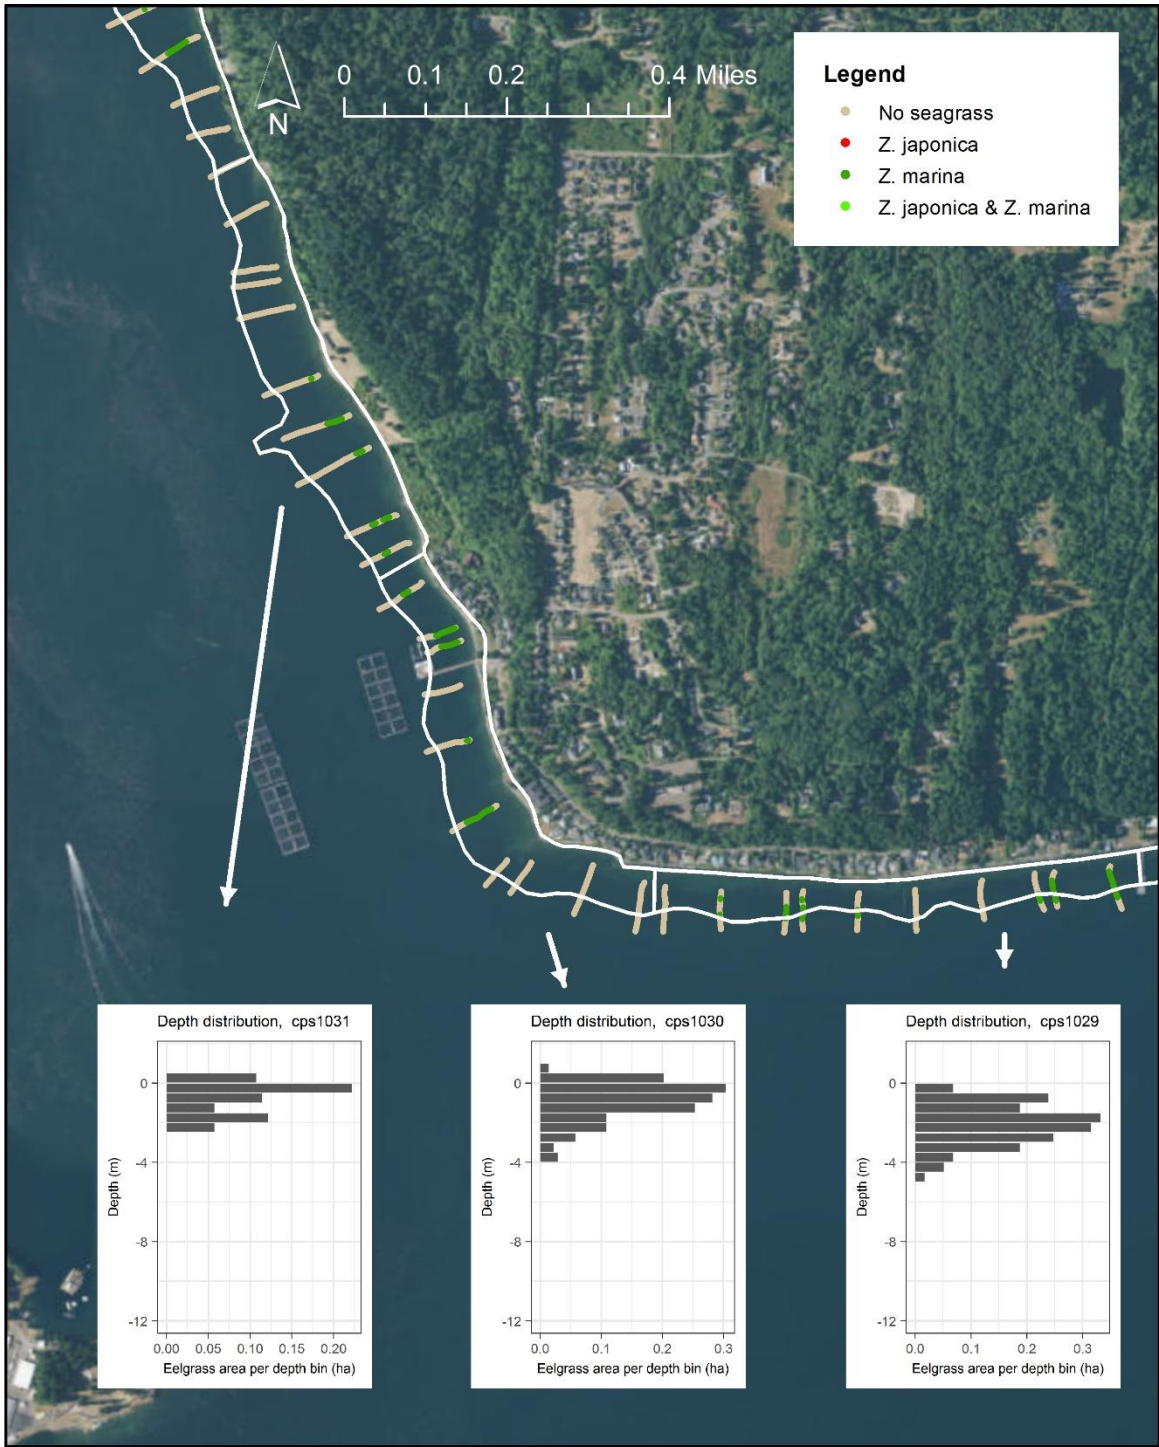 0 0.1 0.2 0.4 Miles
N
Legend
No seagrass
Z. japonica
Z. marina
Z. japonica & Z. marina
Depth distribution, cps1031
0
-4
-8
-12
Depth (m)
0.00 0.05 0.10 0.15 0.20
Eelgrass area per depth bin (ha)
Depth distribution, cps1030
0
-4
-8
-12
Depth (m)
0.0 0.1 0.2 0.3
Eelgrass area per depth bin (ha)
Depth distribution, cps1029
0
-4
-8
-12
Depth (m)
0.0 0.1 0.2 0.3
Eelgrass area per depth bin (ha)